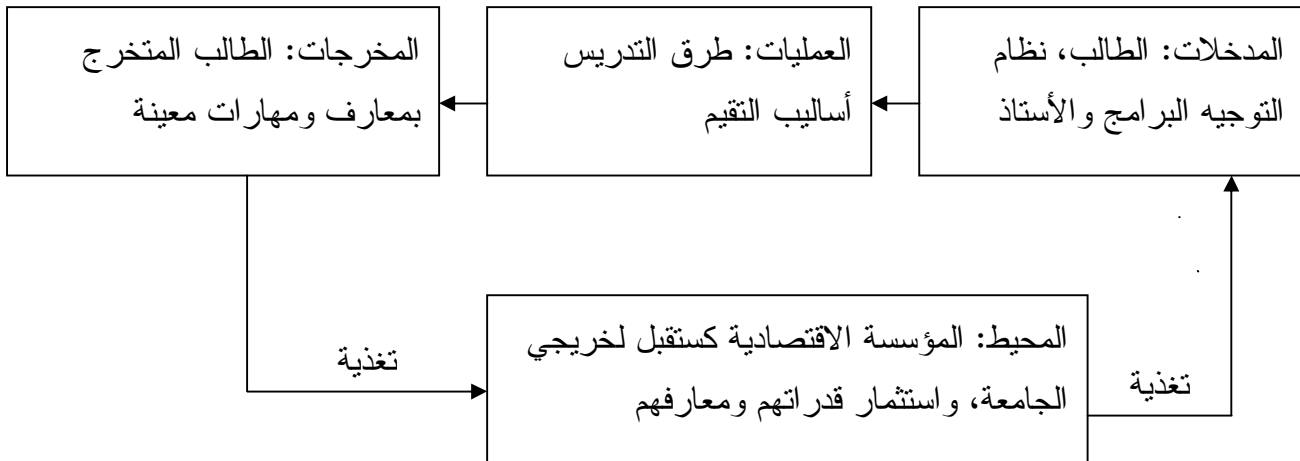 المدخلات: الطالب، نظام
التوجيه البرامج والأستاذ
العمليات: طرق التدريس
أساليب التقيم
المخرجات: الطالب المتخرج
بمعارف ومهارات معينة
تغذية
المحيط: المؤسسة الاقتصادية كستقبل لخريجي
الجامعة، واستثمار قدراتهم ومعارفهم
تغذية